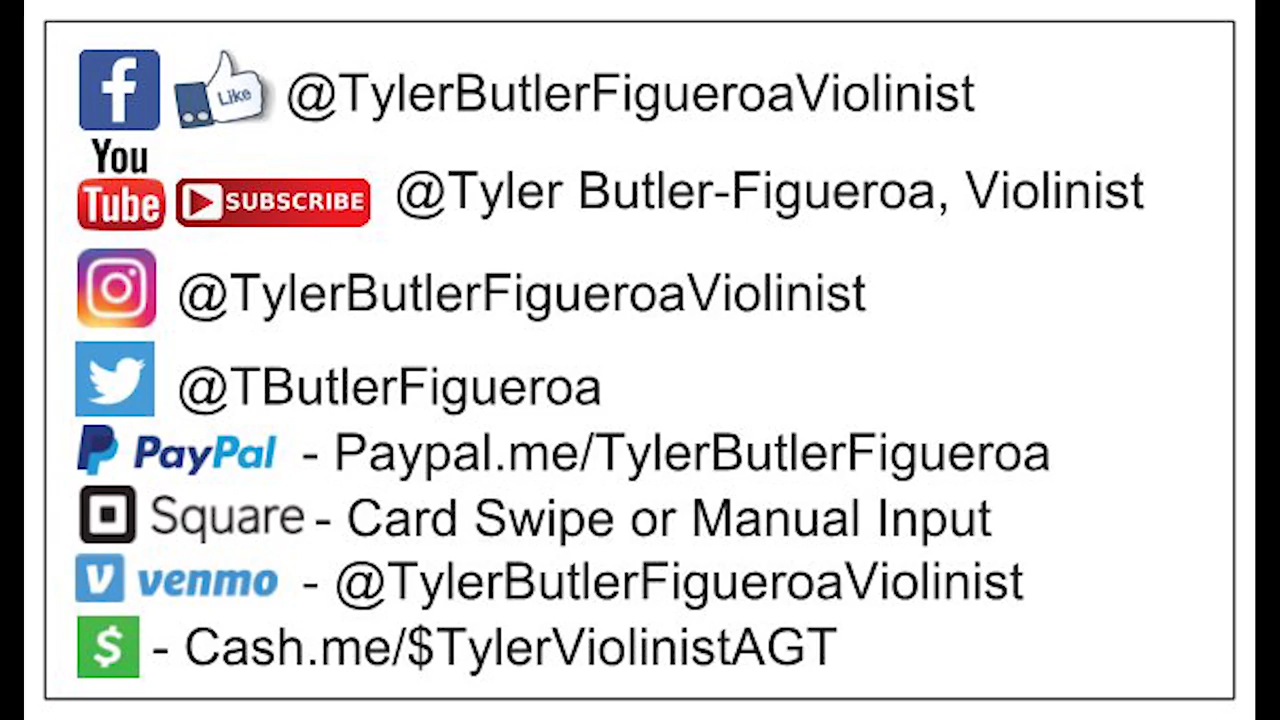 f Like @TylerButlerFigueroaViolinist
You
Tube SUBSCRIBE @Tyler Butler-Figueroa, Violinist
@TylerButlerFigueroaViolinist
@TButlerFigueroa
PayPal - Paypal.me/TylerButlerFigueroa
Square - Card Swipe or Manual Input
venmo - @TylerButlerFigueroaViolinist
$ - Cash.me/$TylerViolinistAGT